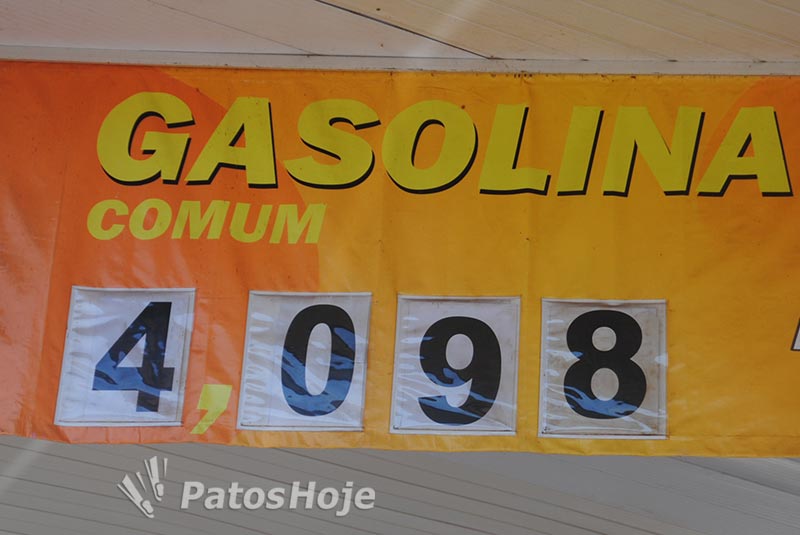 GASOLINA
COMUM
4,098
PatosHoje